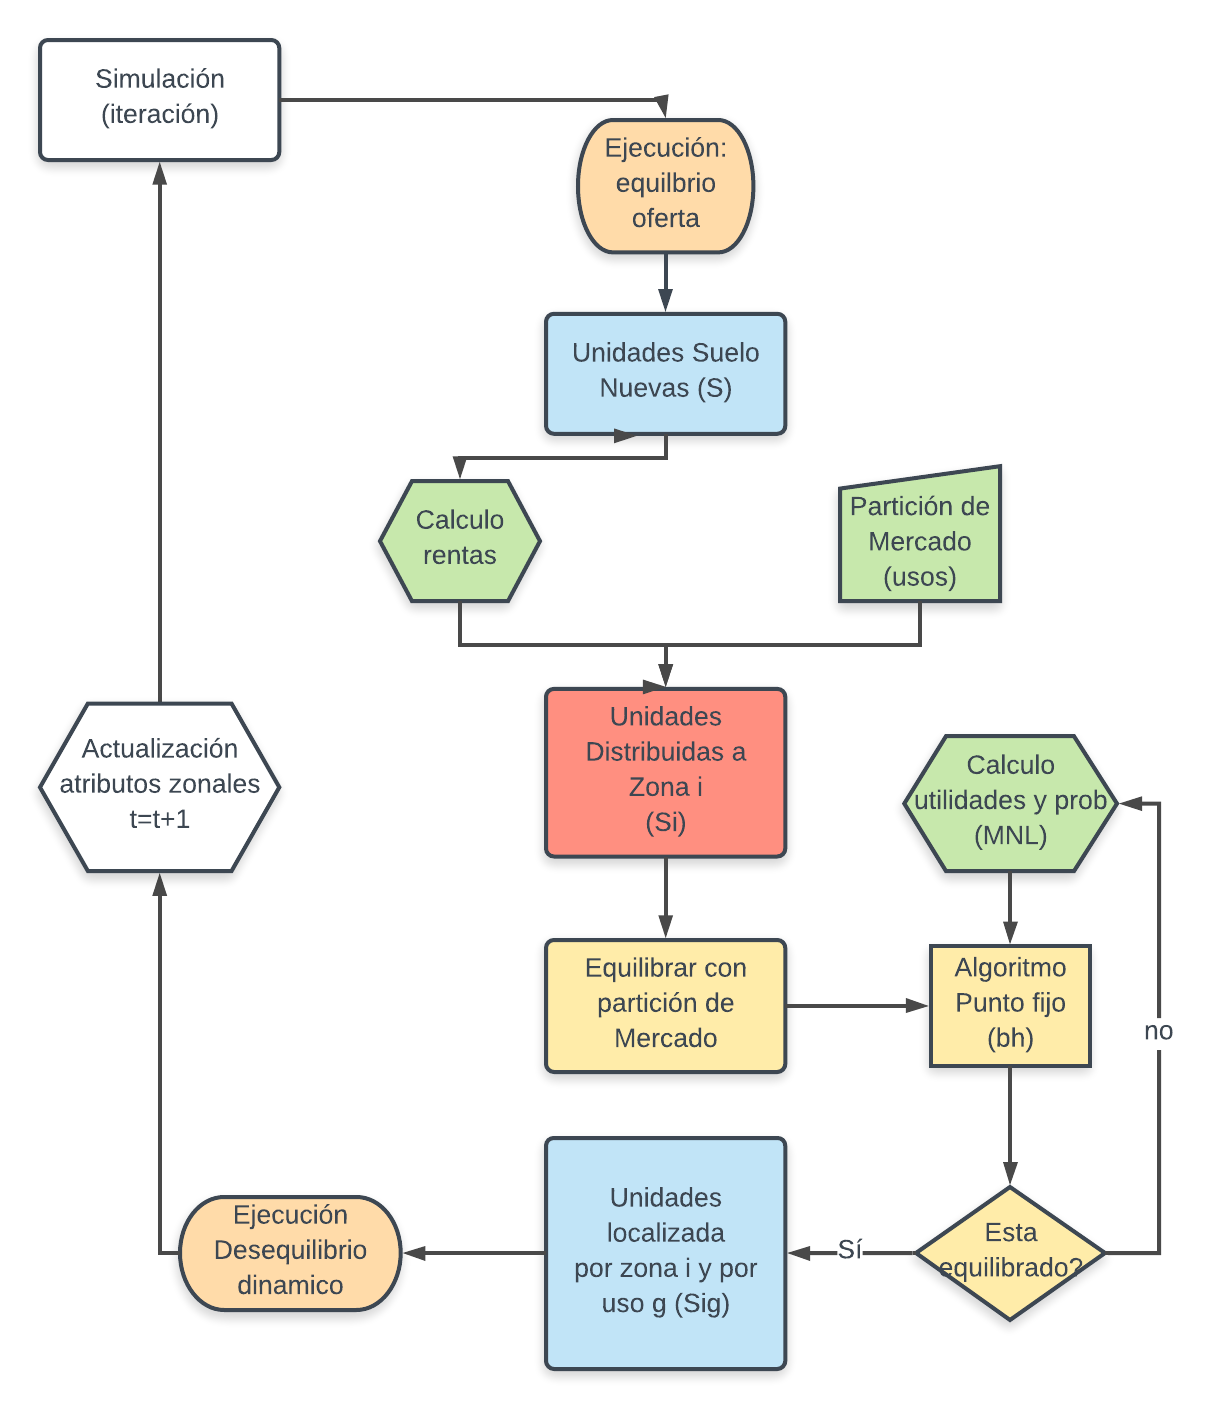 Simulación
(iteración)
Ejecución:
equilbrio
oferta
Unidades Suelo
Nuevas (S)
Calculo
rentas
Partición de
Mercado
(usos)
Unidades
Distribuidas a
Zona i
(Si)
Actualización
atributos zonales
t=t+1
Calculo
utilidades y prob
(MNL)
Equilibrar con
partición de
Mercado
Algoritmo
Punto fijo
(bh)
no
Esta
equilibrado?
Sí
Unidades
localizada
por zona i y por
uso g (Sig)
Ejecución
Desequilibrio
dinamico